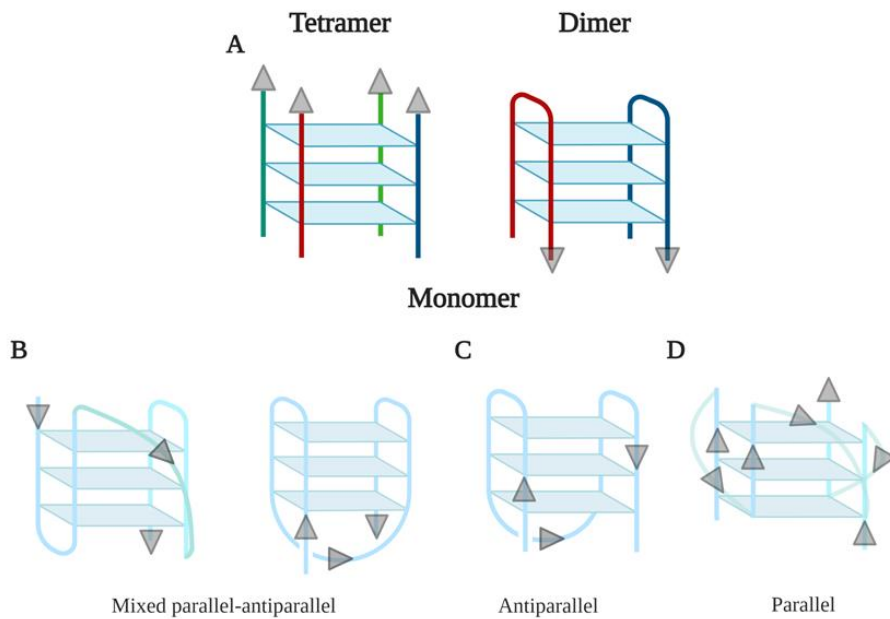 Tetramer Dimer
A
Monomer
B C D
Mixed parallel-antiparallel Antiparallel Parallel